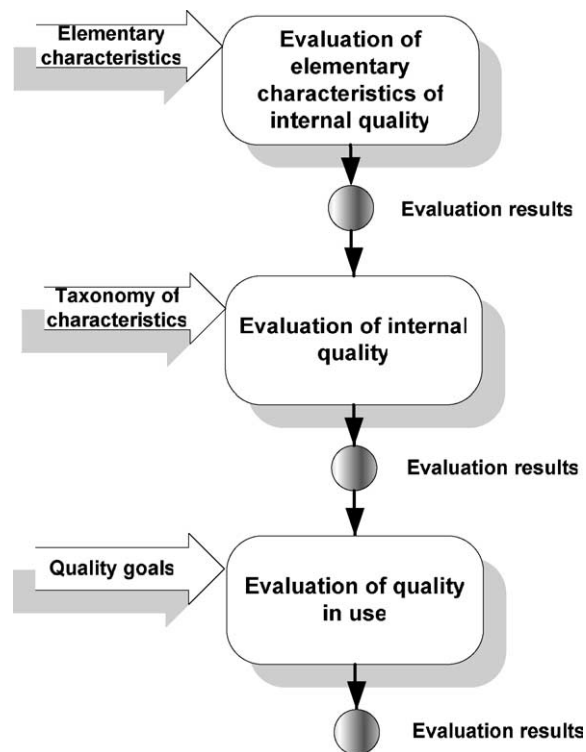 Elementary
characteristics
Evaluation of
elementary
characteristics of
internal quality
Evaluation results
Taxonomy of
characteristics
Evaluation of internal
quality
Evaluation results
Quality goals
Evaluation of quality
in use
Evaluation results